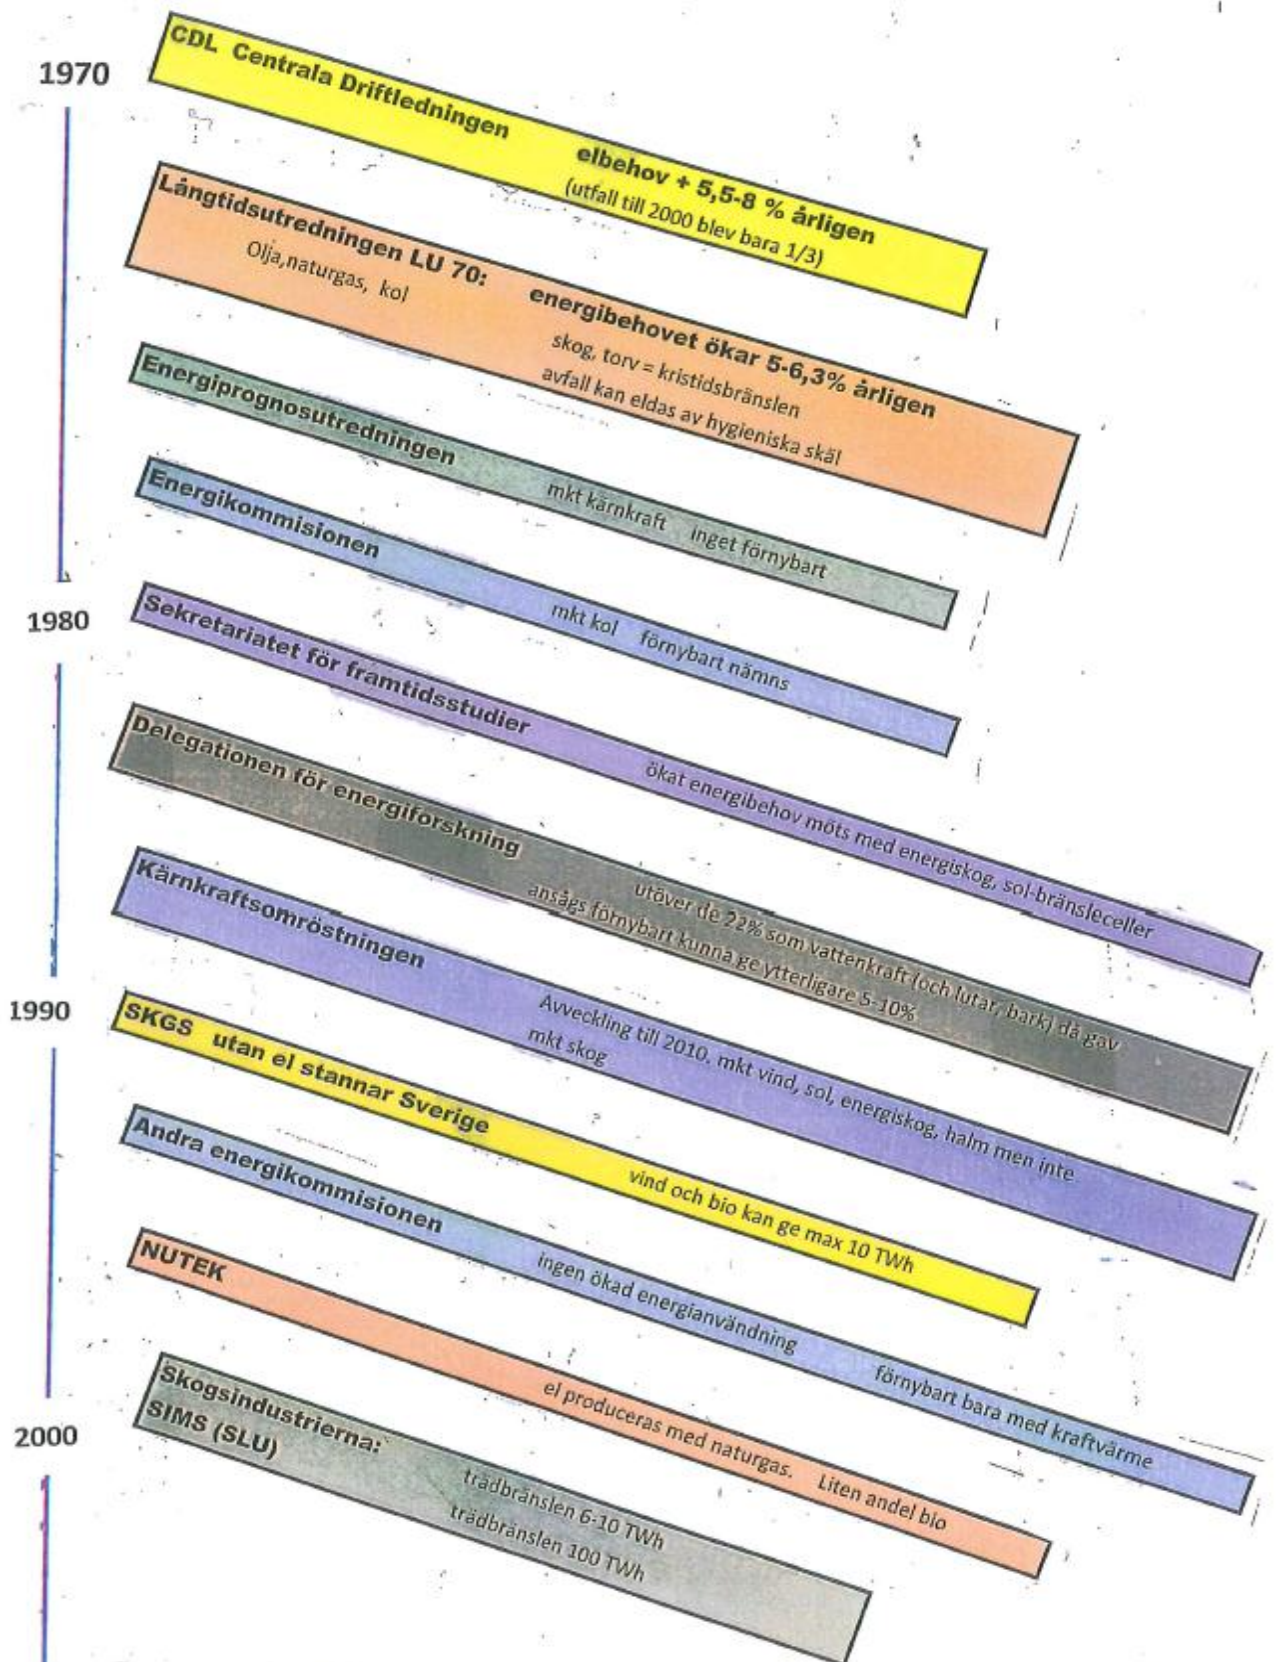 1970
CDL Centrala Driftledningen
elbehov + 5,5-8 % årligen
(utfall till 2000 blev bara 1/3)
Långtidsutredningen LU 70:
energibehovet ökar 5-6,3% årligen
Olja,naturgas, kol
skog, torv = kristidsbränslen
avfall kan eldas av hygieniska skäl
Energiprognosutredningen
mkt kärnkraft inget förnybart
Energikommisionen
mkt kol förnybart nämns
1980
Sekretariatet för framtidsstudier
ökat energibehov möts med energiskog, sol-bränsleceller
Delegationen för energiforskning
utöver de 22% som vattenkraft (och lutar, bark) då gav
ansågs förnybart kunna ge ytterligare 5-10%
Kärnkraftsomröstningen
Avveckling till 2010. mkt vind, sol, energiskog, halm men inte
mkt skog
1990
SKGS utan el stannar Sverige
vind och bio kan ge max 10 TWh
Andra energikommisionen
ingen ökad energianvändning förnybart bara med kraftvärme
NUTEK
el produceras med naturgas. Liten andel bio
2000
Skogsindustrierna:
trädbränslen 6-10 TWh
SIMS (SLU)
trädbränslen 100 TWh